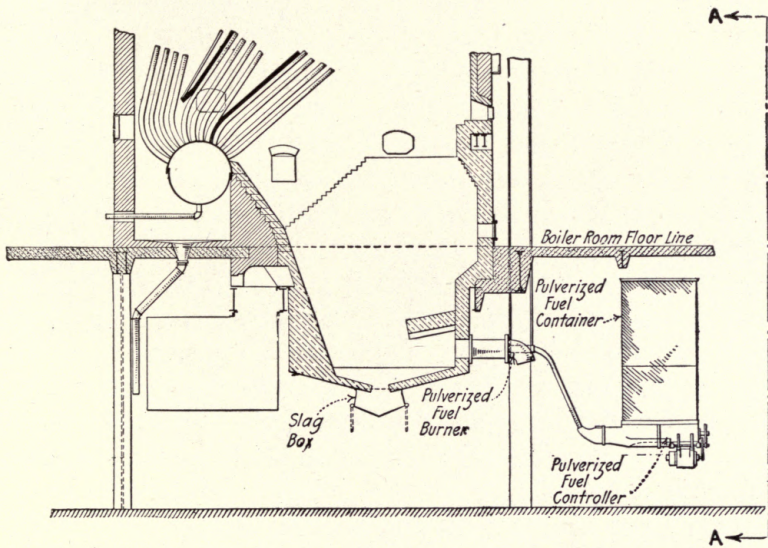 A
Boiler Room Floor Line
Pulverized
Fuel
Container
Slag
Box
Pulverized
Fuel
Burner
Pulverized
Fuel
Controller
A